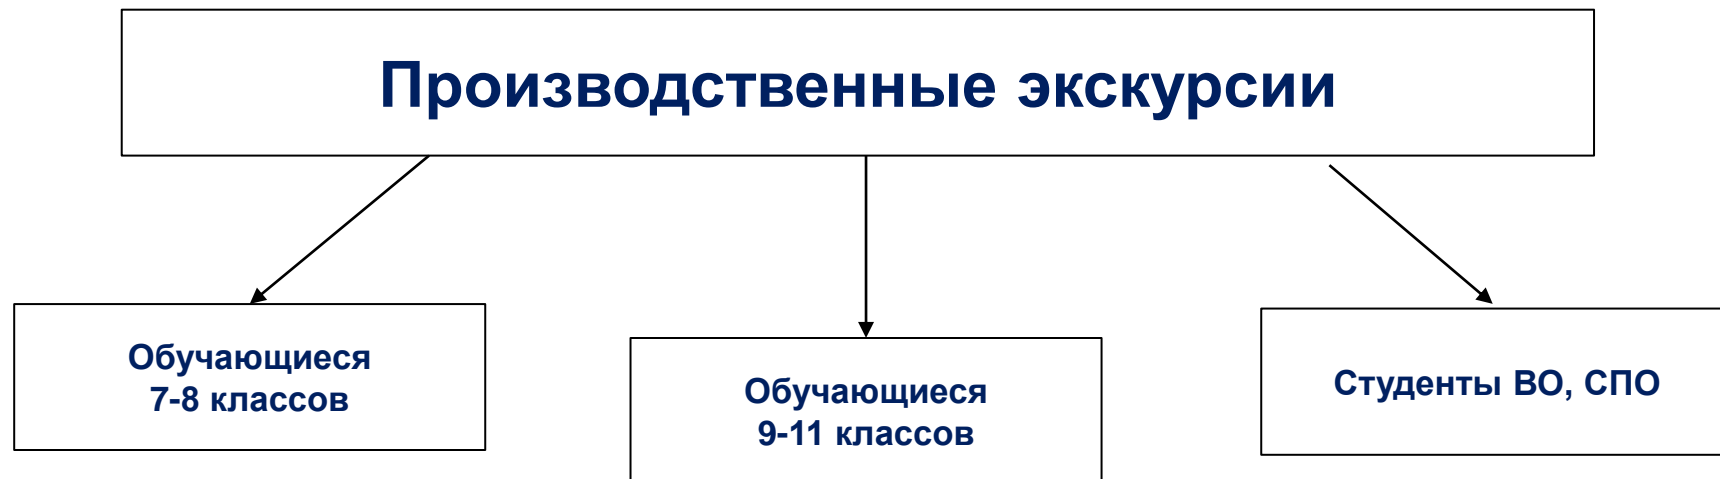 Производственные экскурсии
Обучающиеся
7-8 классов
Обучающиеся
9-11 классов
Студенты ВО, СПО